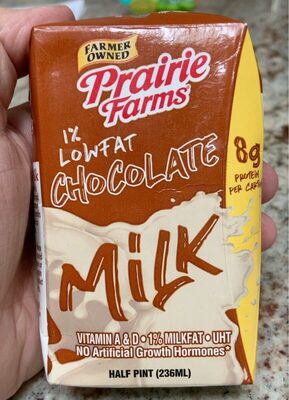 FARMER
OWNED
Prairie
Farms
1%
LOWFAT
CHOCOLATE
8g
PROTEIN
PER
MiLK
VITAMIN A & D • 1% MILKFAT • UHT
NO Artificial Growth Hormones*
HALF PINT (236ML)